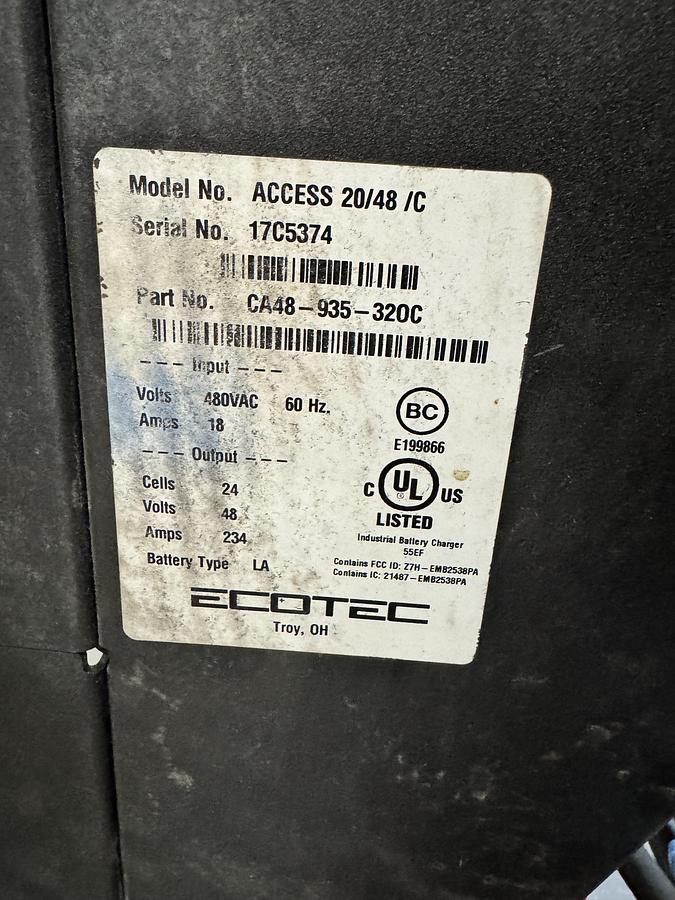 Model No. ACCESS 20/48 /C
Serial No. 17C5374
Part No. CA48-935-320C
--- Input ---
Volts 480VAC 60 Hz.
Amps 18
BC
E199866
--- Output ---
Cells 24
Volts 48
Amps 234
Battery Type LA
C UL US
LISTED
Industrial Battery Charger
55EF
Contains FCC ID: Z7H-EMB2538PA
Contains IC: 21487-EMB2538PA
ECOTEC
Troy, OH